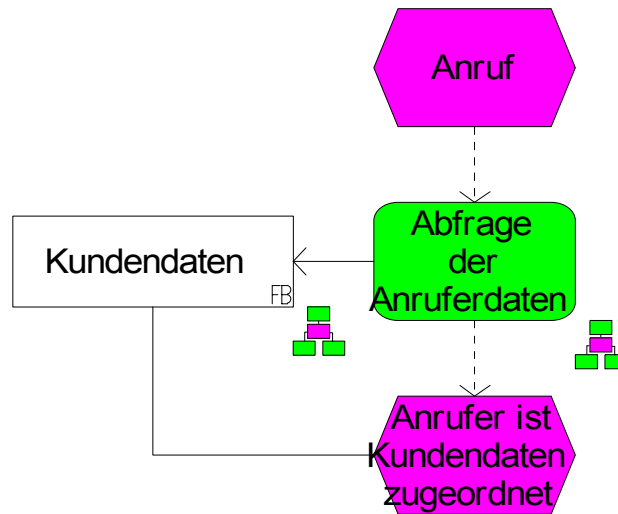 Anruf
Abfrage
der
Anruferdaten
Kundendaten
FB
Anrufer ist
Kundendaten
zugeordnet